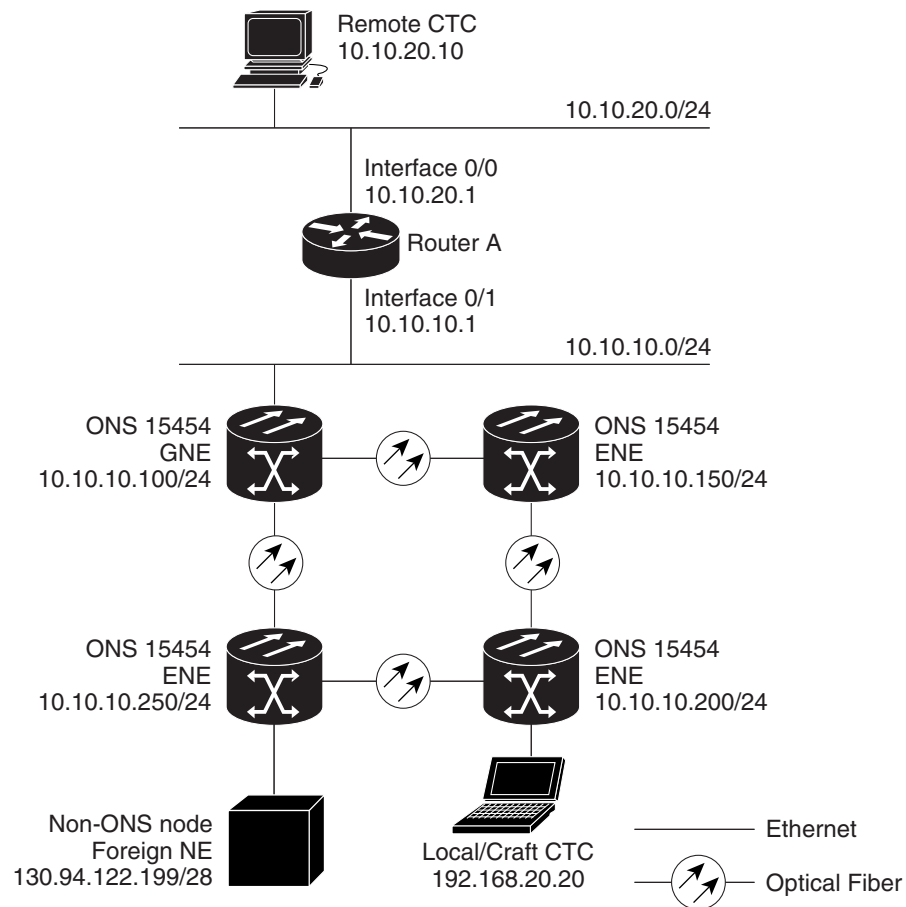 Remote CTC
10.10.20.10
10.10.20.0/24
Interface 0/0
10.10.20.1
Router A
Interface 0/1
10.10.10.1
10.10.10.0/24
ONS 15454
GNE
10.10.10.100/24
ONS 15454
ENE
10.10.10.150/24
ONS 15454
ENE
10.10.10.250/24
ONS 15454
ENE
10.10.10.200/24
Non-ONS node
Foreign NE
130.94.122.199/28
Local/Craft CTC
192.168.20.20
Ethernet
Optical Fiber